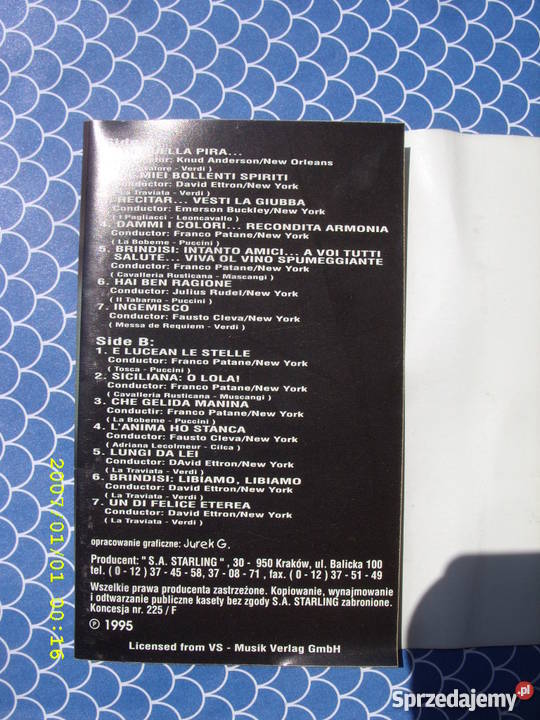 Side
ELLA PIRA...
Knud Anderson/New Orleans
- Verdi )
MIEI BOLLENTI SPIRITI
Conductor: David Ettron/New York
( La Traviata - Verdi )
RECITAR... VESTI LA GIUBBA
Conductor: Emerson Buckley/New York
( I Pagliacci - Leoncavallo )
4. DAMMI I COLORI... RECONDITA ARMONIA
Conductor: Franco Patane/New York
( La Boheme - Puccini )
5. BRINDISI: INTANTO AMICI... A VOI TUTTI
SALUTE... VIVA OL VINO SPUMEGGIANTE
Conductor: Franco Patane/New York
( Cavalleria Rusticana - Mascangi )
6. HAI BEN RAGIONE
Conductor: Julius Rudel/New York
( Il Tabarno - Puccini )
7. INGEMISCO
Conductor: Fausto Cleva/New York
( Messa de Requiem - Verdi )
Side B:
1. E LUCEAN LE STELLE
Conductor: Franco Patane/New York
( Tosca - Puccini )
2. SICILIANA: O LOLA!
Conductor: Franco Patane/New York
( Cavalleria Rusticana - Muscangi )
3. CHE GELIDA MANINA
Conductir: Franco Patane/New York
( La Boheme - Puccini )
4. L'ANIMA HO STANCA
Conductor: Fausto Cleva/New York
( Adriana Lecolmeur - Cilca )
5. LUNGI DA LEI
Conductor: DAvid Ettron/New York
( La Traviata - Verdi )
6. BRINDISI: LIBIAMO, LIBIAMO
Conductor: David Ettron/New York
( La Traviata - Verdi )
7. UN DI FELICE ETEREA
Conductor: David Ettron/New York
( La Traviata - Verdi )
opracowanie graficzne: Jurek G.
Producent: " S.A. STARLING " , 30 - 950 Kraków, ul. Balicka 100
tel. ( 0 - 12 ) 37 - 45 - 58, 37 - 08 - 71 , fax. ( 0 - 12 ) 37 - 51 - 49
Wszelkie prawa producenta zastrzeżone. Kopiowanie, wynajmowanie
i odtwarzanie publiczne kasety bez zgody S.A. STARLING zabronione.
Koncesja nr. 225 / F
℗ 1995
Licensed from VS - Musik Verlag GmbH
2007/01/01 00:16
Sprzedajemy.pl